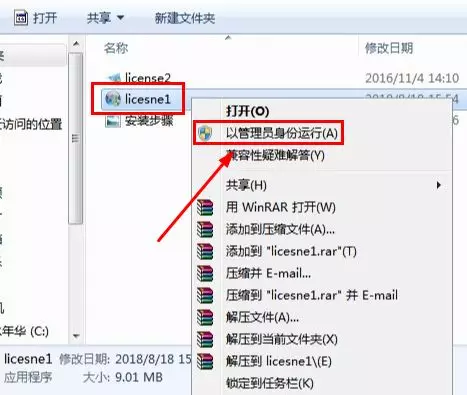 打开 共享 ▼ 新建文件夹
名称 修改日期
license2 2016/11/4 14:10
licesne1 2018/8/18 15:54
安装步骤
夹
面
近访问的位置
打开(O)
以管理员身份运行(A)
兼容性疑难解答(Y)
共享(H)
用 WinRAR 打开(W)
添加到压缩文件(A)...
添加到 "licesne1.rar"(T)
压缩并 E-mail...
压缩到 "licesne1.rar" 并 E-mail
解压文件(A)...
解压到当前文件夹(X)
解压到 licesne1\(E)
锁定到任务栏(K)
年华 (C:)
licesne1 修改日期: 2018/8/18 15
应用程序 大小: 9.01 MB